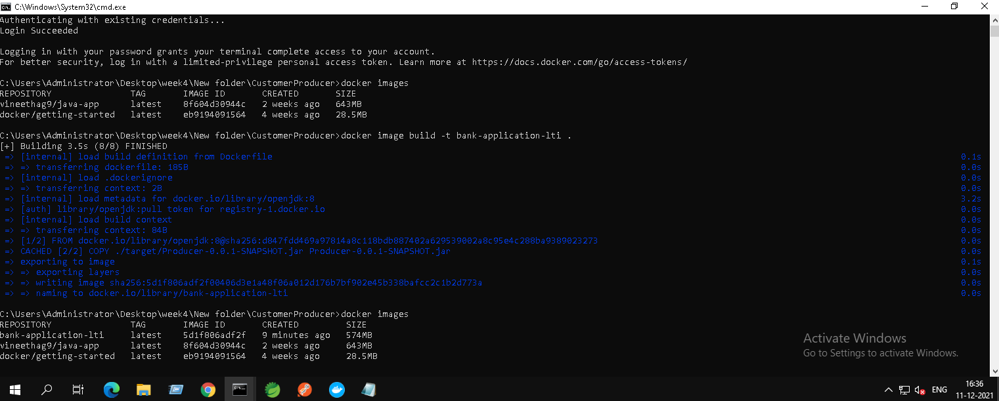 C:\Windows\System32\cmd.exe
Authenticating with existing credentials...
Login Succeeded
Logging in with your password grants your terminal complete access to your account.
For better security, log in with a limited-privilege personal access token. Learn more at https://docs.docker.com/go/access-tokens/
C:\Users\Administrator\Desktop\week4\New folder\CustomerProducer>docker images
REPOSITORY TAG IMAGE ID CREATED SIZE
vineethag9/java-app latest 8f604d30944c 2 weeks ago 643MB
docker/getting-started latest eb9194091564 4 weeks ago 28.5MB
C:\Users\Administrator\Desktop\week4\New folder\CustomerProducer>docker image build -t bank-application-lti .
[+] Building 3.5s (8/8) FINISHED
=> [internal] load build definition from Dockerfile 0.1s
=> => transferring dockerfile: 185B 0.0s
=> [internal] load .dockerignore 0.0s
=> => transferring context: 2B 0.0s
=> [internal] load metadata for docker.io/library/openjdk:8 3.2s
=> [auth] library/openjdk:pull token for registry-1.docker.io 0.0s
=> [internal] load build context 0.0s
=> => transferring context: 84B 0.0s
=> [1/2] FROM docker.io/library/openjdk:8@sha256:d847fdd469a97814a8c118bdb887402a629539002a8c95e4c288ba9389023273 0.0s
=> CACHED [2/2] COPY ./target/Producer-0.0.1-SNAPSHOT.jar Producer-0.0.1-SNAPSHOT.jar 0.0s
=> exporting to image 0.1s
=> => exporting layers 0.0s
=> => writing image sha256:5d1f806adf2f00406d3e1a48f06a012d176b7bf902e45b338bafcc2c1b2d773a 0.0s
=> => naming to docker.io/library/bank-application-lti 0.0s
C:\Users\Administrator\Desktop\week4\New folder\CustomerProducer>docker images
REPOSITORY TAG IMAGE ID CREATED SIZE
bank-application-lti latest 5d1f806adf2f 9 minutes ago 574MB
vineethag9/java-app latest 8f604d30944c 2 weeks ago 643MB
docker/getting-started latest eb9194091564 4 weeks ago 28.5MB
Activate Windows
Go to Settings to activate Windows.
ENG
16:36
11-12-2021